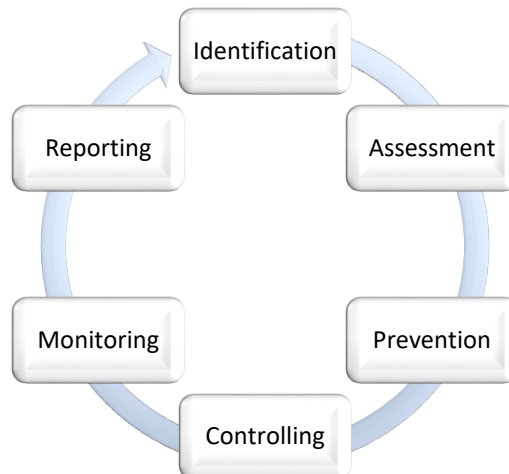 Identification
Assessment
Prevention
Controlling
Monitoring
Reporting